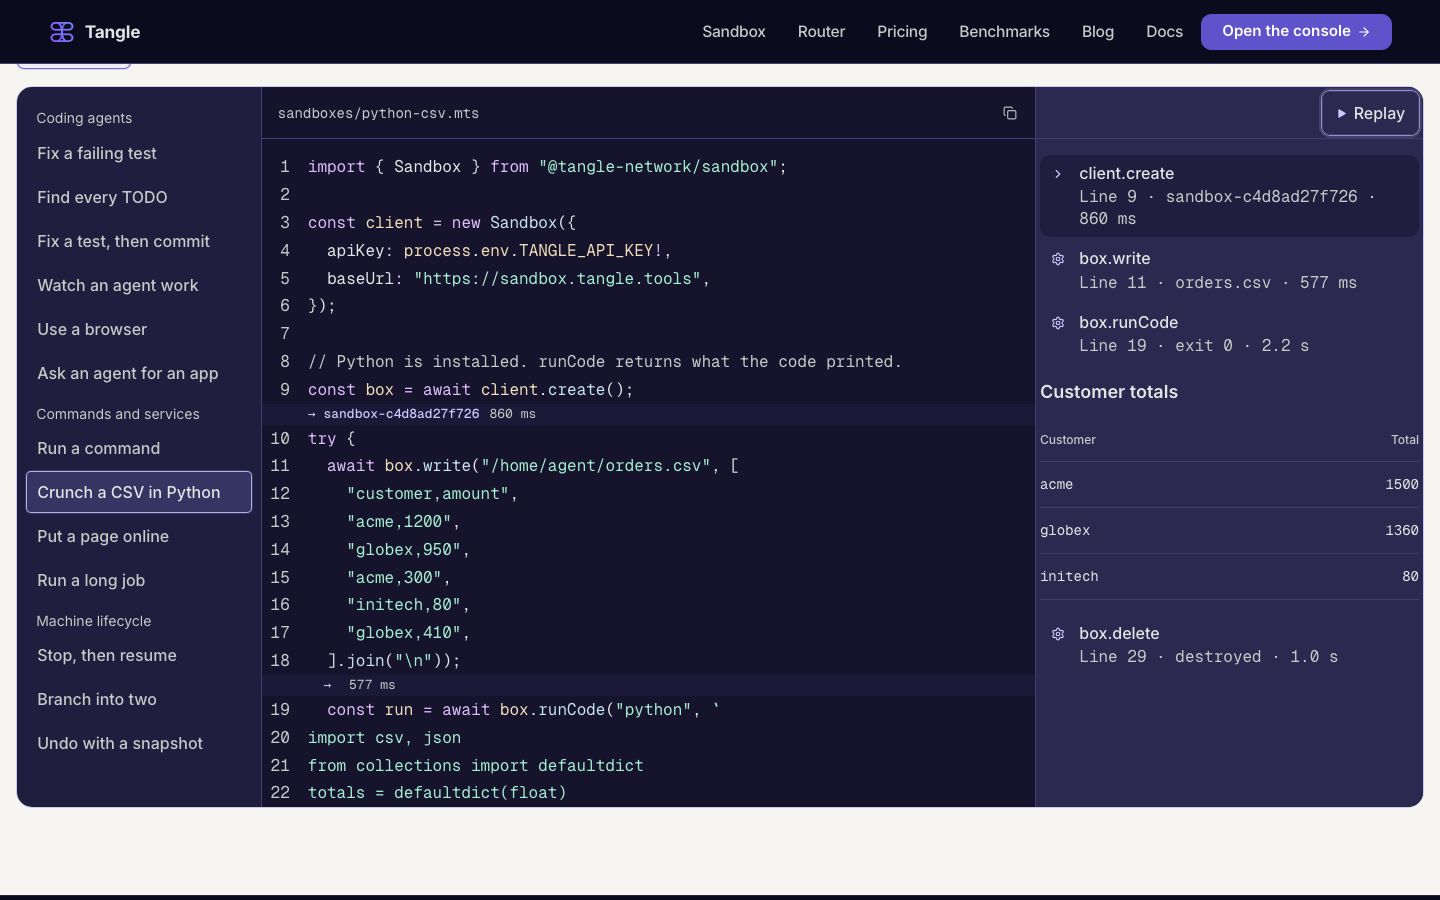 Tangle
Sandbox
Router
Pricing
Benchmarks
Blog
Docs
Open the console →
Coding agents
Fix a failing test
Find every TODO
Fix a test, then commit
Watch an agent work
Use a browser
Ask an agent for an app
Commands and services
Run a command
Crunch a CSV in Python
Put a page online
Run a long job
Machine lifecycle
Stop, then resume
Branch into two
Undo with a snapshot
sandboxes/python-csv.mts
1 import { Sandbox } from "@tangle-network/sandbox";
2
3 const client = new Sandbox({
4   apiKey: process.env.TANGLE_API_KEY!,
5   baseUrl: "https://sandbox.tangle.tools",
6 });
7
8 // Python is installed. runCode returns what the code printed.
9 const box = await client.create();
→ sandbox-c4d8ad27f726 860 ms
10 try {
11   await box.write("/home/agent/orders.csv", [
12     "customer,amount",
13     "acme,1200",
14     "globex,950",
15     "acme,300",
16     "initech,80",
17     "globex,410",
18   ].join("\n"));
→ 577 ms
19   const run = await box.runCode("python", `
20 import csv, json
21 from collections import defaultdict
22 totals = defaultdict(float)
Replay
client.create
Line 9 · sandbox-c4d8ad27f726 ·
860 ms
box.write
Line 11 · orders.csv · 577 ms
box.runCode
Line 19 · exit 0 · 2.2 s
Customer totals
Customer Total
acme 1500
globex 1360
initech 80
box.delete
Line 29 · destroyed · 1.0 s